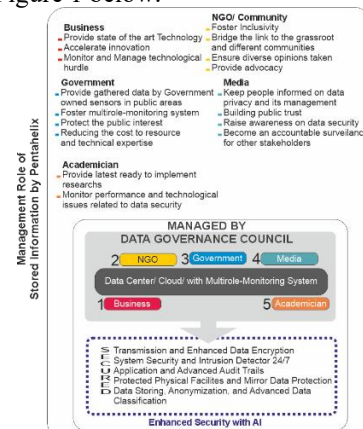 Figure 1 below.
Management Role of
Stored Information by Pentahelix
Business
Provide state of the art Technology
Accelerate innovation
Monitor and Manage technological
hurdle
NGO/ Community
Foster Inclusivity
Bridge the link to the grassroot
and different communities
Ensure diverse opinions taken
Provide advocacy
Government
Provide gathered data by Government
owned sensors in public areas
Foster multirole-monitoring system
Protect the public interest
Reducing the cost to resource
and technical expertise
Media
Keep people informed on data
privacy and its management
Building public trust
Raise awareness on data security
Become an accountable surveilance
for other stakeholders
Academician
Provide latest ready to implement
researchs
Monitor performance and technological
issues related to data security
MANAGED BY
DATA GOVERNANCE COUNCIL
2 NGO 3 Government 4 Media
Data Center/ Cloud/ with Multirole-Monitoring System
1 Business 5 Academician
SECURED
Transmission and Enhanced Data Encryption
System Security and Intrusion Detector 24/7
Application and Advanced Audit Trails
Protected Physical Facilites and Mirror Data Protection
Data Storing, Anonymization, and Advanced Data
Classification
Enhanced Security with AI